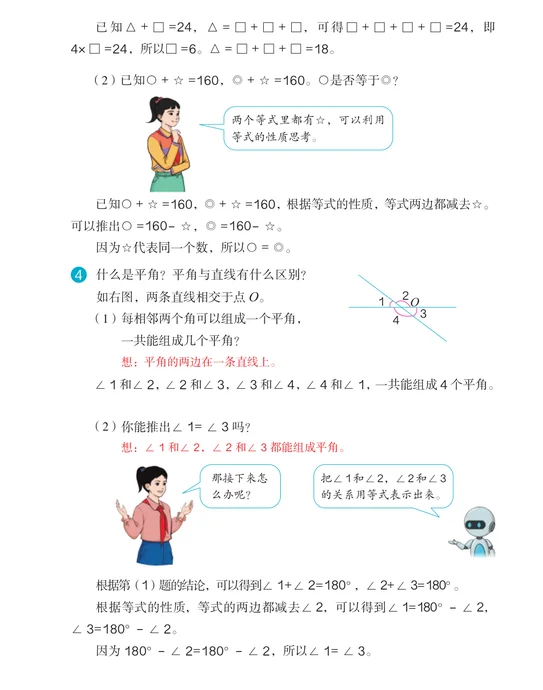 已知△+□=24，△=□+□+□，可得□+□+□+□=24，即
4×□=24，所以□=6。△=□+□+□=18。
（2）已知○+☆=160，◎+☆=160。○是否等于◎？
两个等式里都有☆，可以利用
等式的性质思考。
已知○+☆=160，◎+☆=160，根据等式的性质，等式两边都减去☆。
可以推出○=160-☆，◎=160-☆。
因为☆代表同一个数，所以○=◎。
4 什么是平角？平角与直线有什么区别？
如右图，两条直线相交于点O。
（1）每相邻两个角可以组成一个平角，
一共能组成几个平角？
1 2 O 3 4
想：平角的两边在一条直线上。
∠1和∠2，∠2和∠3，∠3和∠4，∠4和∠1，一共能组成4个平角。
（2）你能推出∠1=∠3吗？
想：∠1和∠2，∠2和∠3都能组成平角。
那接下来怎
么办呢？
把∠1和∠2，∠2和∠3
的关系用等式表示出来。
根据第（1）题的结论，可以得到∠1+∠2=180°，∠2+∠3=180°。
根据等式的性质，等式的两边都减去∠2，可以得到∠1=180°-∠2，
∠3=180°-∠2。
因为180°-∠2=180°-∠2，所以∠1=∠3。